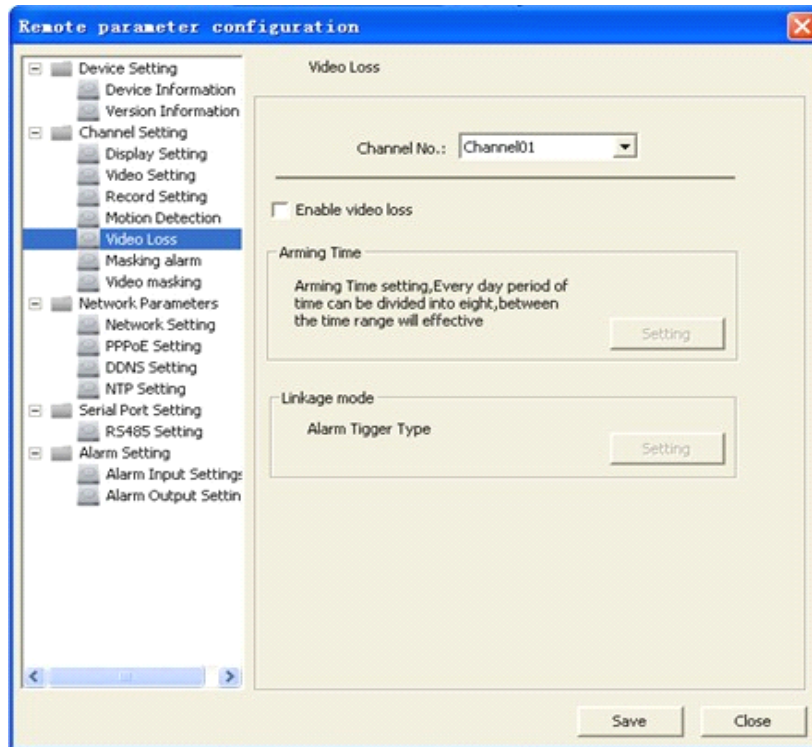 Remote parameter configuration
Device Setting
Device Information
Version Information
Channel Setting
Display Setting
Video Setting
Record Setting
Motion Detection
Video Loss
Masking alarm
Video masking
Network Parameters
Network Setting
PPPoE Setting
DDNS Setting
NTP Setting
Serial Port Setting
RS485 Setting
Alarm Setting
Alarm Input Settings
Alarm Output Settin
Video Loss
Channel No.: Channel01
Enable video loss
Arming Time
Arming Time setting,Every day period of
time can be divided into eight,between
the time range will effective
Setting
Linkage mode
Alarm Tigger Type
Setting
Save Close